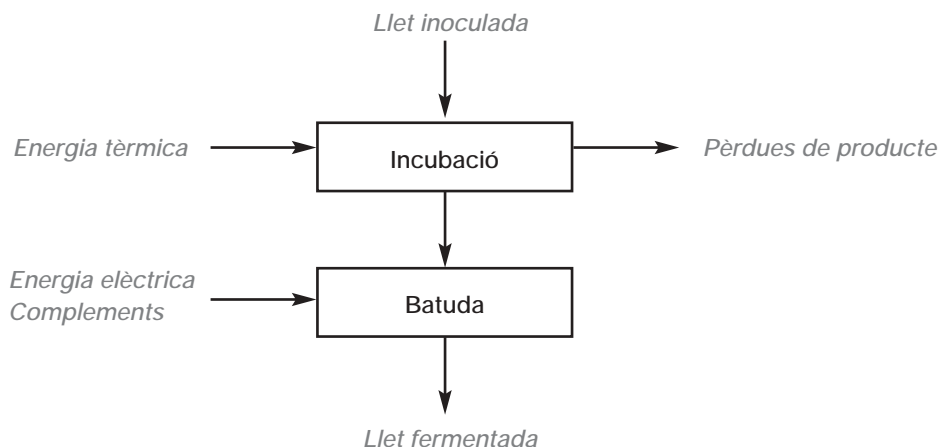 Llet inoculada
Energia tèrmica
Incubació
Pèrdues de producte
Energia elèctrica
Complements
Batuda
Llet fermentada